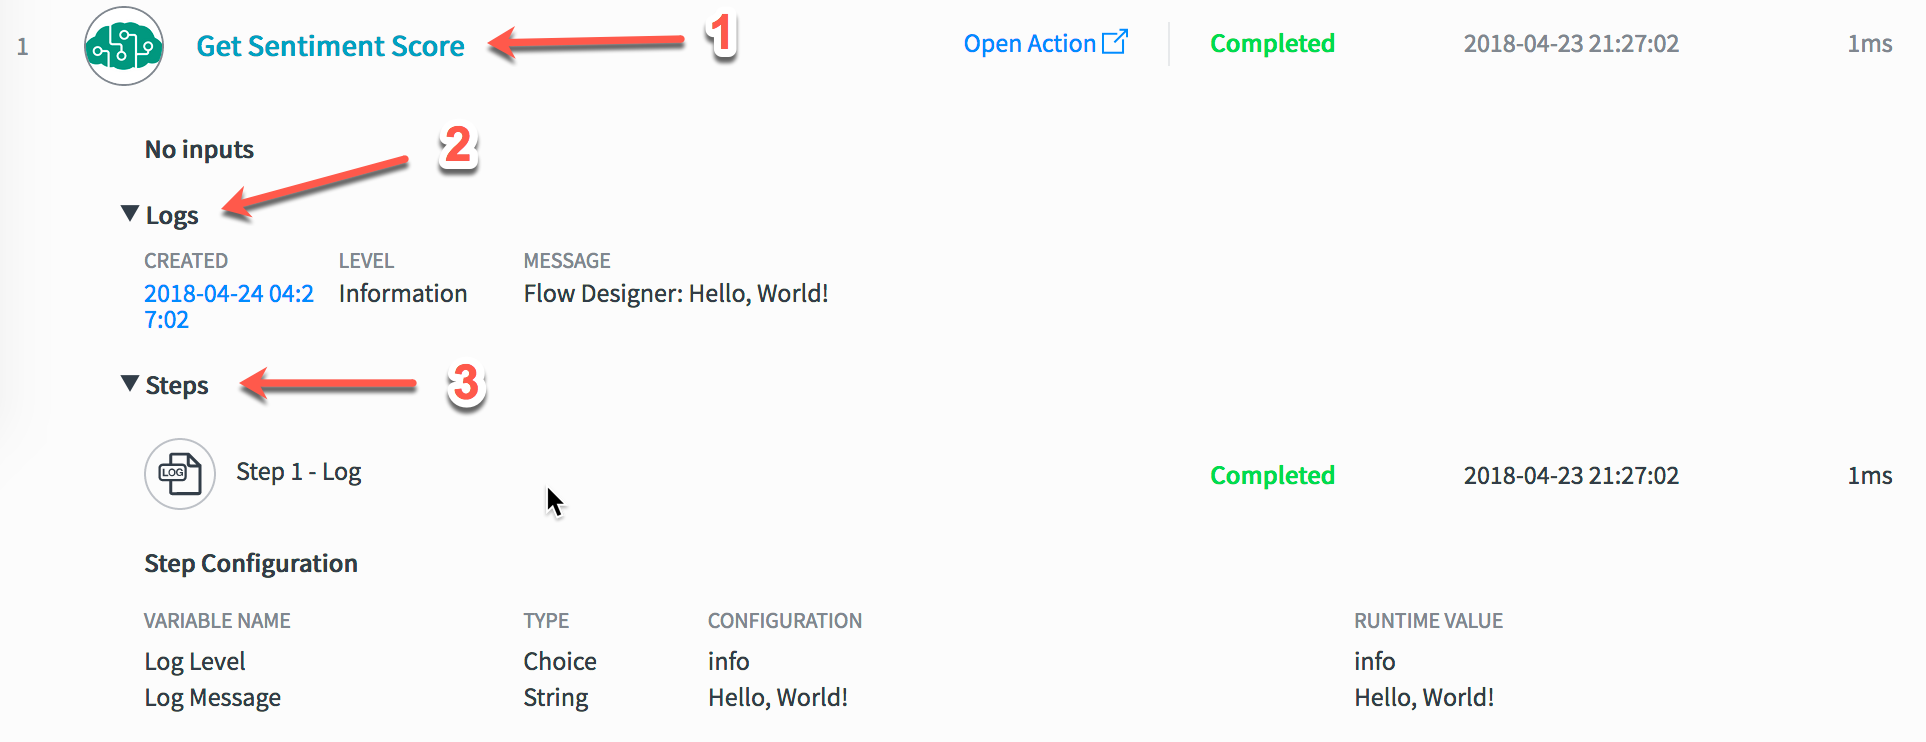 1 Get Sentiment Score 1 Open Action Completed 2018-04-23 21:27:02 1ms
No inputs 2
Logs
CREATED LEVEL MESSAGE
2018-04-24 04:2 Information Flow Designer: Hello, World!
7:02
Steps 3
LOG Step 1 - Log Completed 2018-04-23 21:27:02 1ms
Step Configuration
VARIABLE NAME TYPE CONFIGURATION RUNTIME VALUE
Log Level Choice info info
Log Message String Hello, World! Hello, World!